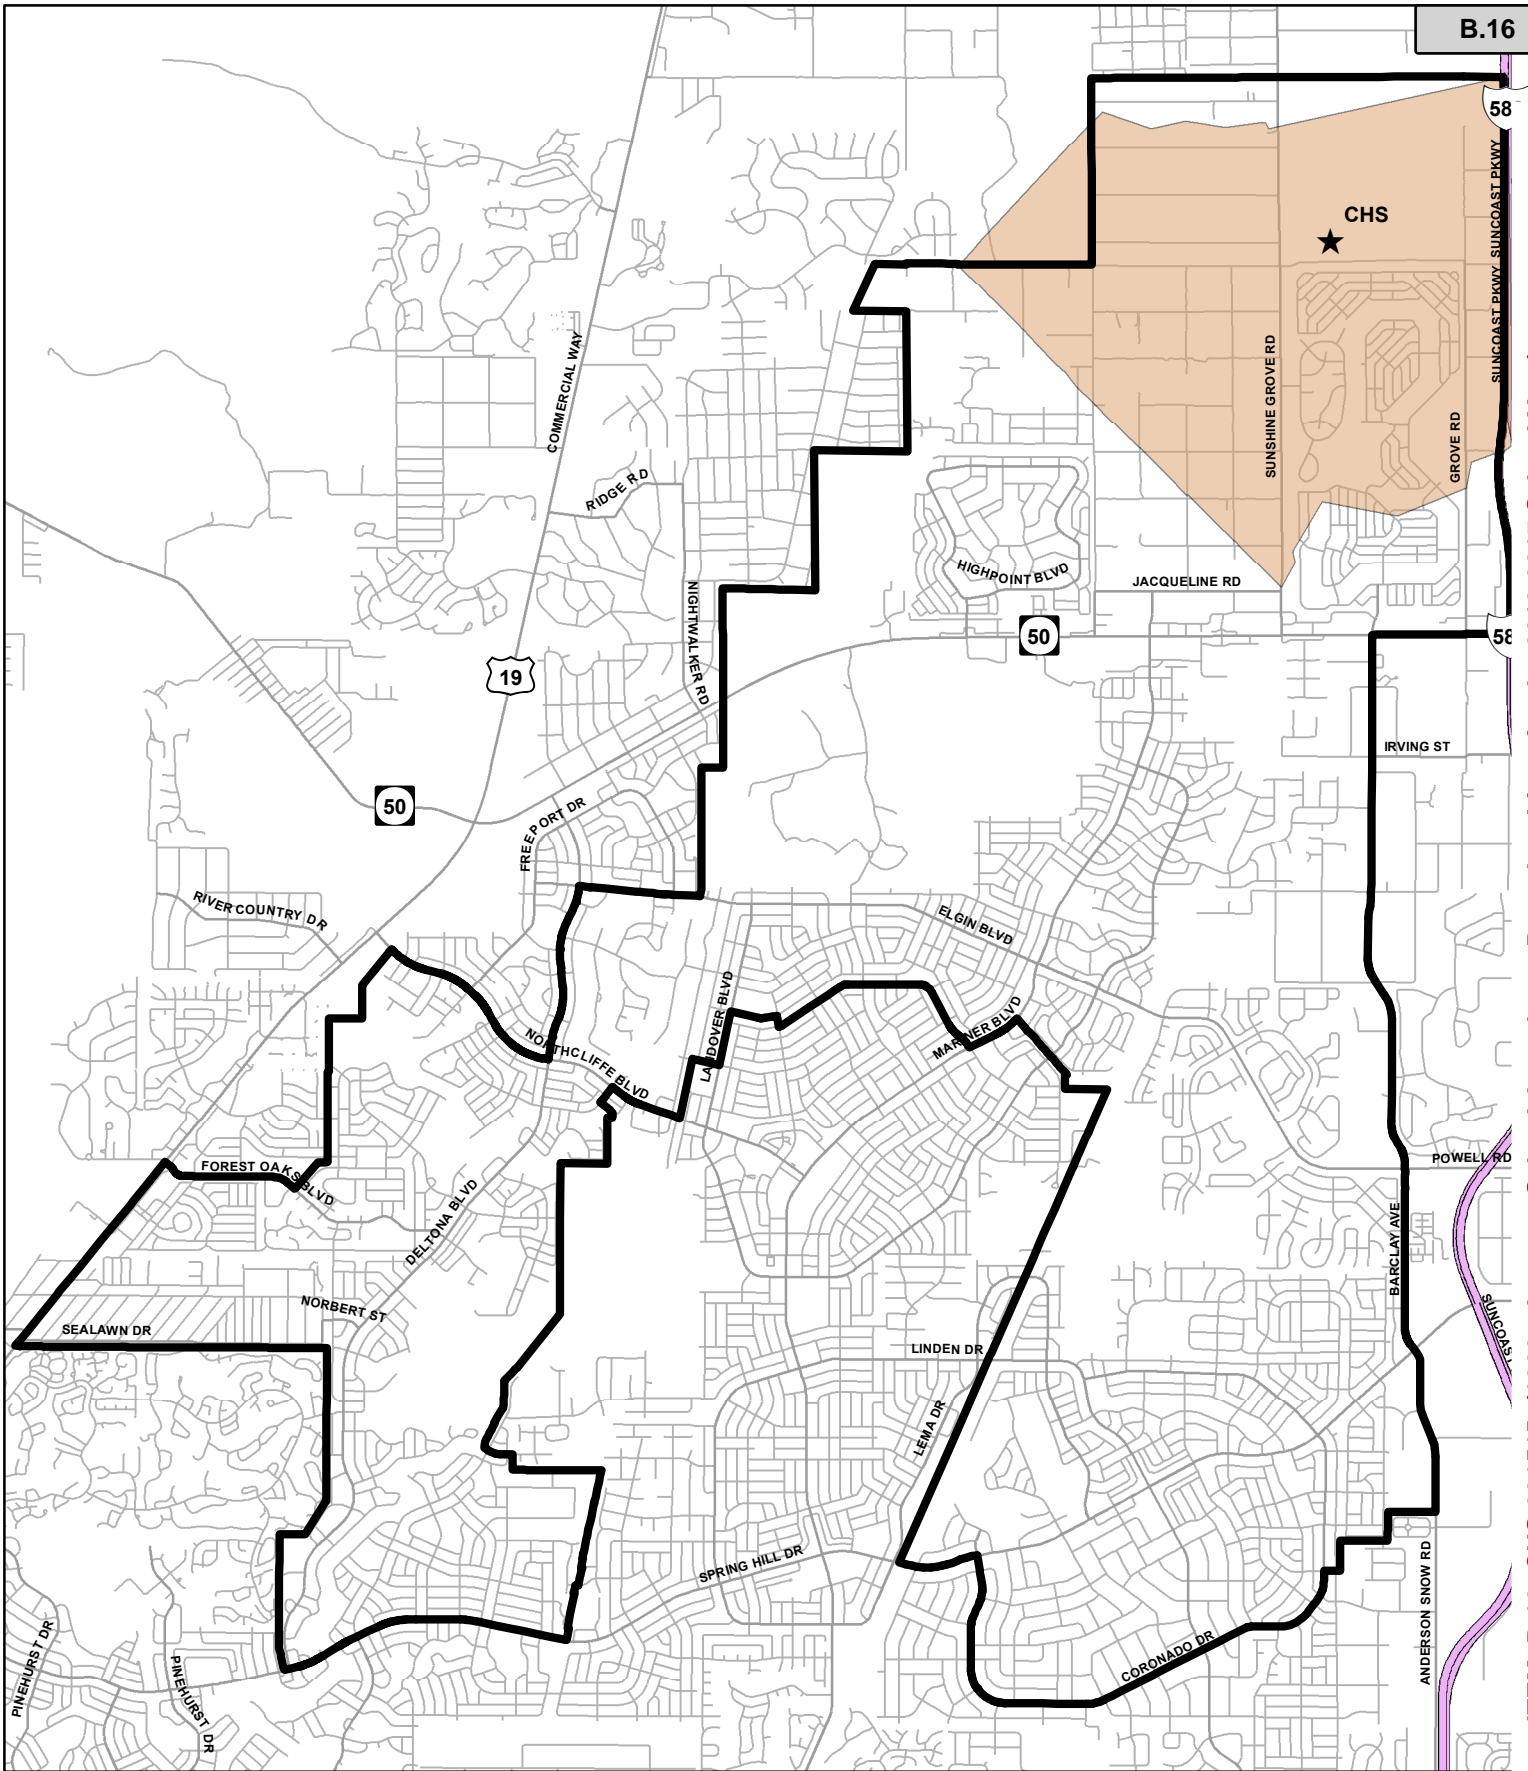 B.16
58
SUNCOAST PKWY
SUNCOAST PKWY
CHS
COMMERCIAL WAY
SUNSHINE GROVE RD
GROVE RD
RIDGE RD
HIGHPOINT BLVD
JACQUELINE RD
NIGHTWALKER RD
50
58
19
IRVING ST
50
FREEPORT DR
RIVER COUNTRY DR
ELGIN BLVD
LANDOVER BLVD
MARINER BLVD
NORTHCLIFFE BLVD
POWELL RD
FOREST OAKS BLVD
DELTONA BLVD
BARCLAY AVE
NORBERT ST
SEALAWN DR
SUNCOAST
LINDEN DR
LEMA DR
SPRING HILL DR
ANDERSON SNOW RD
CORONADO DR
PINEHURST DR
PINEHURST DR